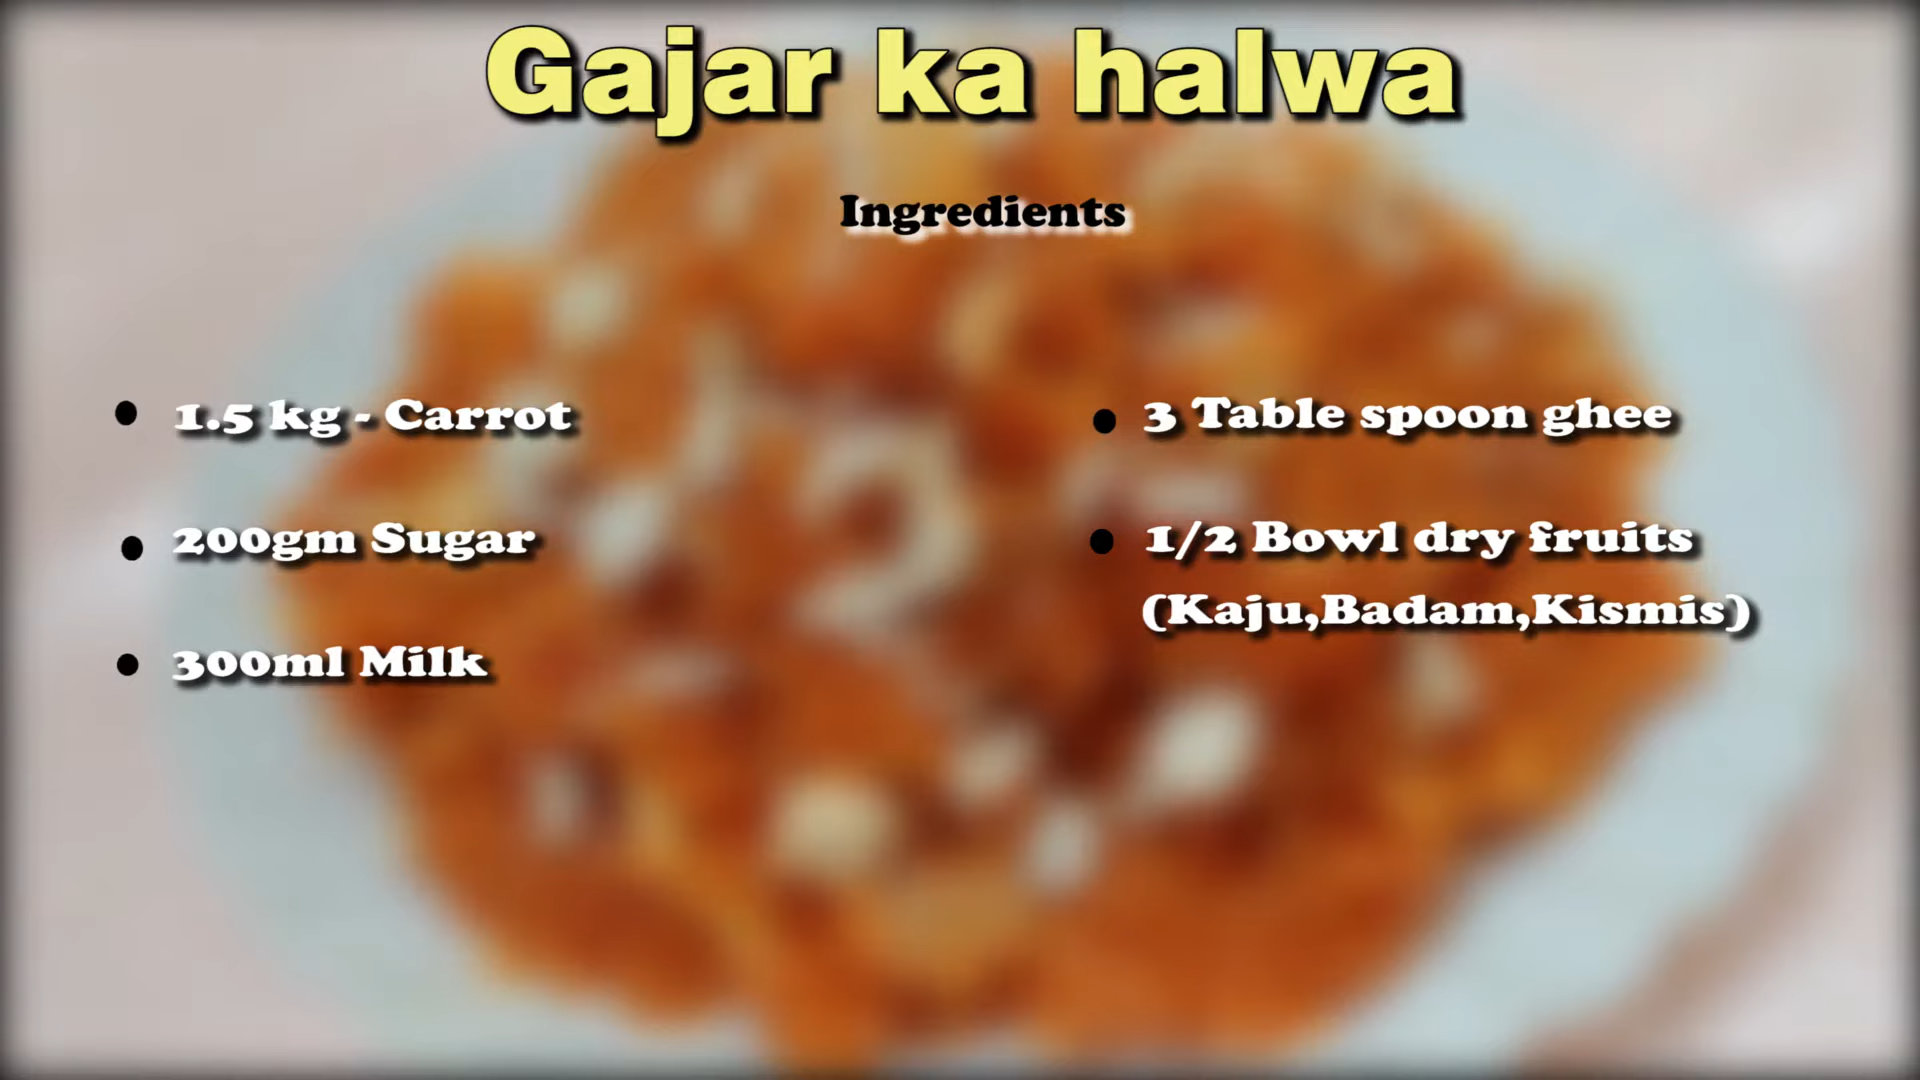 Gajar ka halwa
Ingredients
• 1.5 kg - Carrot
• 200gm Sugar
• 300ml Milk
• 3 Table spoon ghee
• 1/2 Bowl dry fruits
(Kaju,Badam,Kismis)